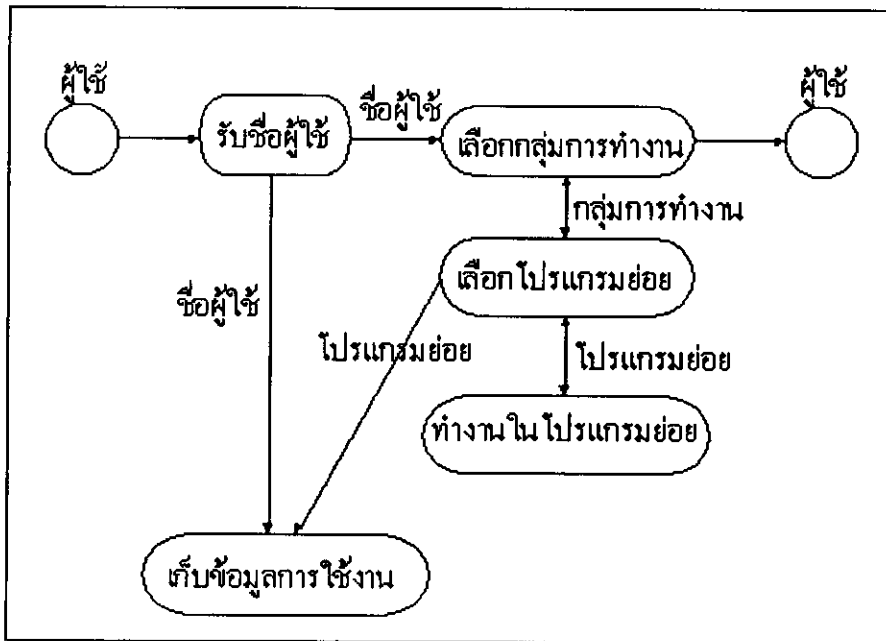 ผู้ใช้
ชื่อผู้ใช้
ผู้ใช้
รับชื่อผู้ใช้
เลือกกลุ่มการทำงาน
กลุ่มการทำงาน
เลือกโปรแกรมย่อย
ชื่อผู้ใช้
โปรแกรมย่อย
โปรแกรมย่อย
ทำงานในโปรแกรมย่อย
เก็บข้อมูลการใช้งาน